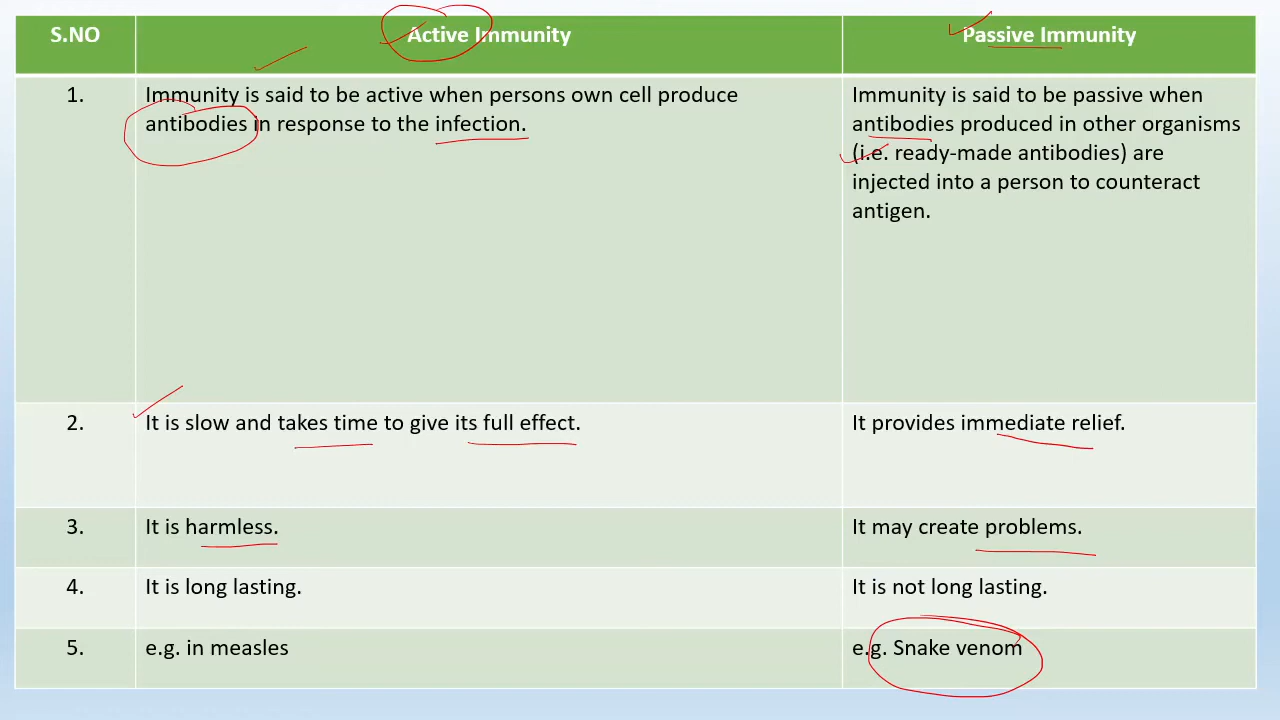 S.NO Active Immunity Passive Immunity
1. Immunity is said to be active when persons own cell produce
antibodies in response to the infection.
Immunity is said to be passive when
antibodies produced in other organisms
(i.e. ready-made antibodies) are
injected into a person to counteract
antigen.
2. It is slow and takes time to give its full effect. It provides immediate relief.
3. It is harmless. It may create problems.
4. It is long lasting. It is not long lasting.
5. e.g. in measles e.g. Snake venom